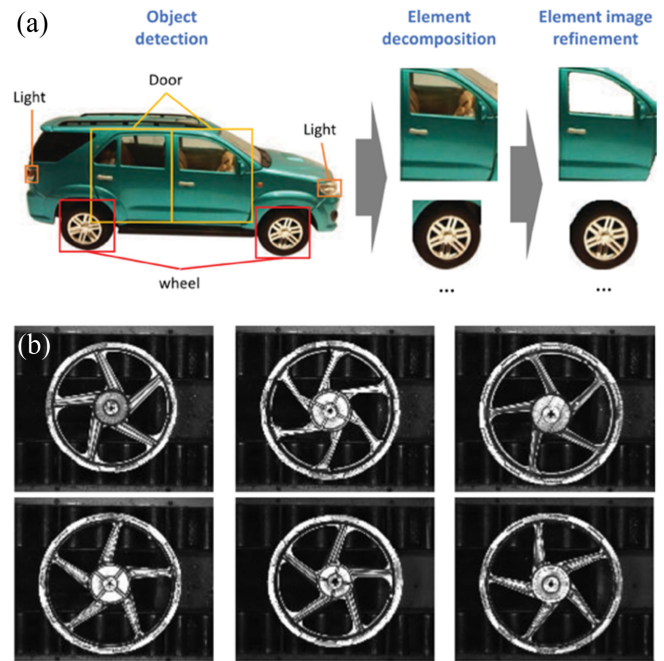 (a)
Object
detection
Element
decomposition
Element image
refinement
Door
Light
Light
wheel
...
...
(b)